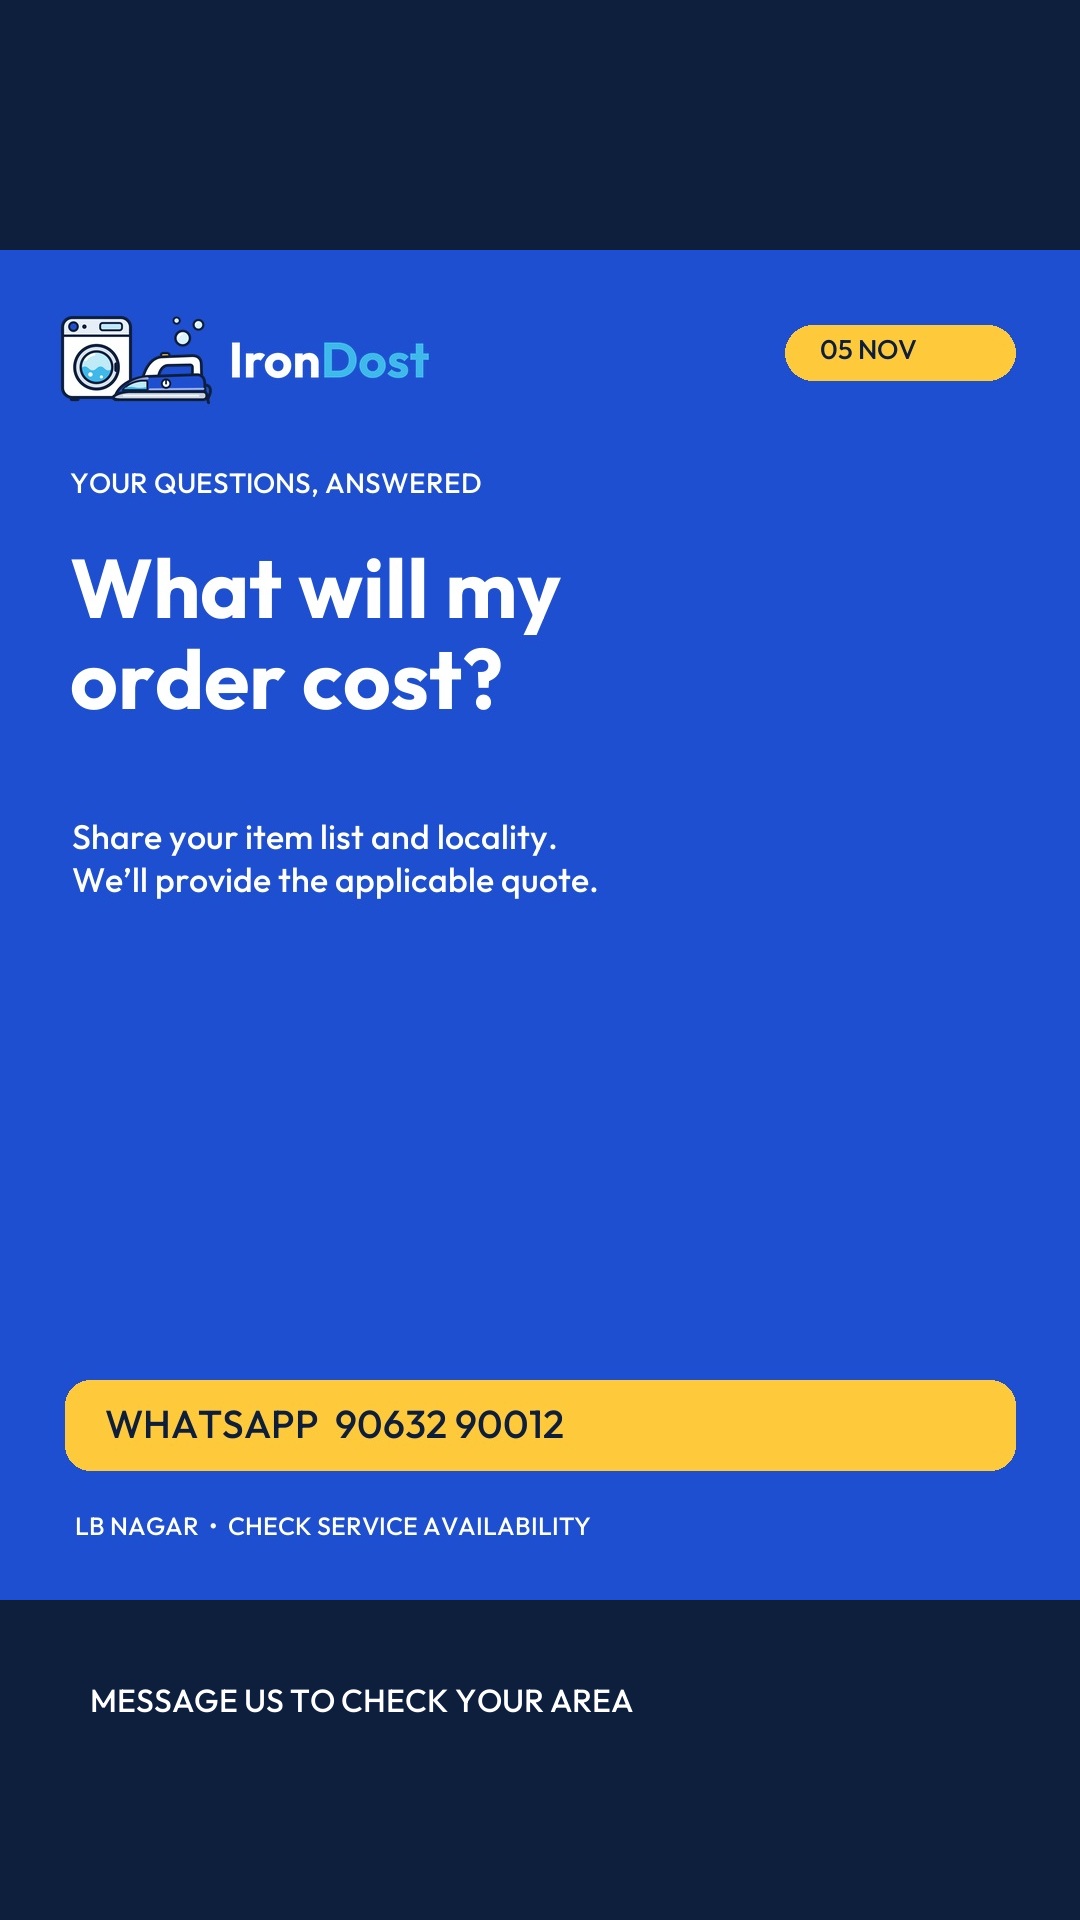 IronDost
05 NOV
YOUR QUESTIONS, ANSWERED
What will my
order cost?
Share your item list and locality.
We’ll provide the applicable quote.
WHATSAPP 90632 90012
LB NAGAR • CHECK SERVICE AVAILABILITY
MESSAGE US TO CHECK YOUR AREA